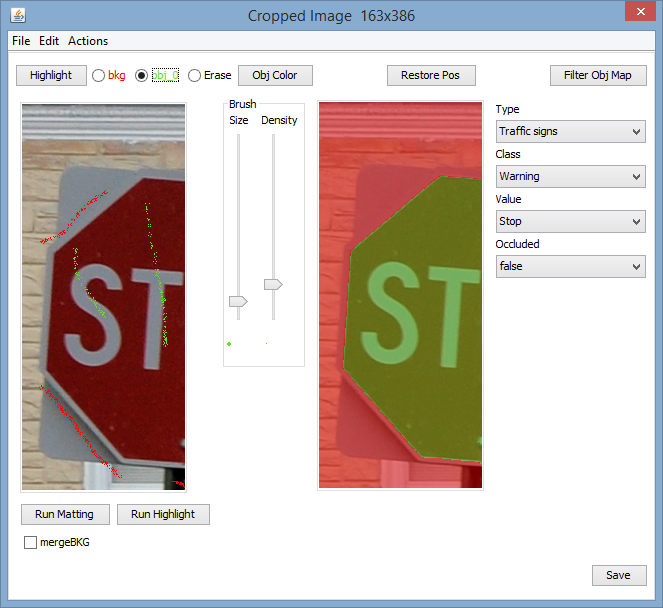 Cropped Image 163x386
File Edit Actions
Highlight bkg obj_0 Erase Obj Color Restore Pos Filter Obj Map
Brush
Size Density
Type
Traffic signs
Class
Warning
Value
Stop
Occluded
false
ST
ST
Run Matting Run Highlight
mergeBKG
Save